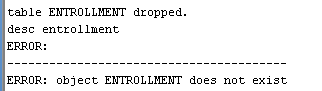 table ENTROLLMENT dropped.
desc entrollment
ERROR:
----------------------------------------
ERROR: object ENTROLLMENT does not exist